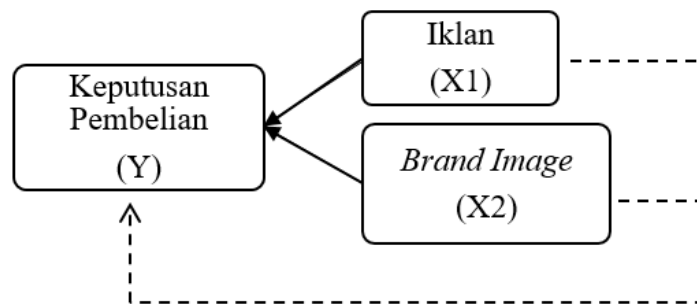 Keputusan
Pembelian
(Y)
Iklan
(X1)
Brand Image
(X2)